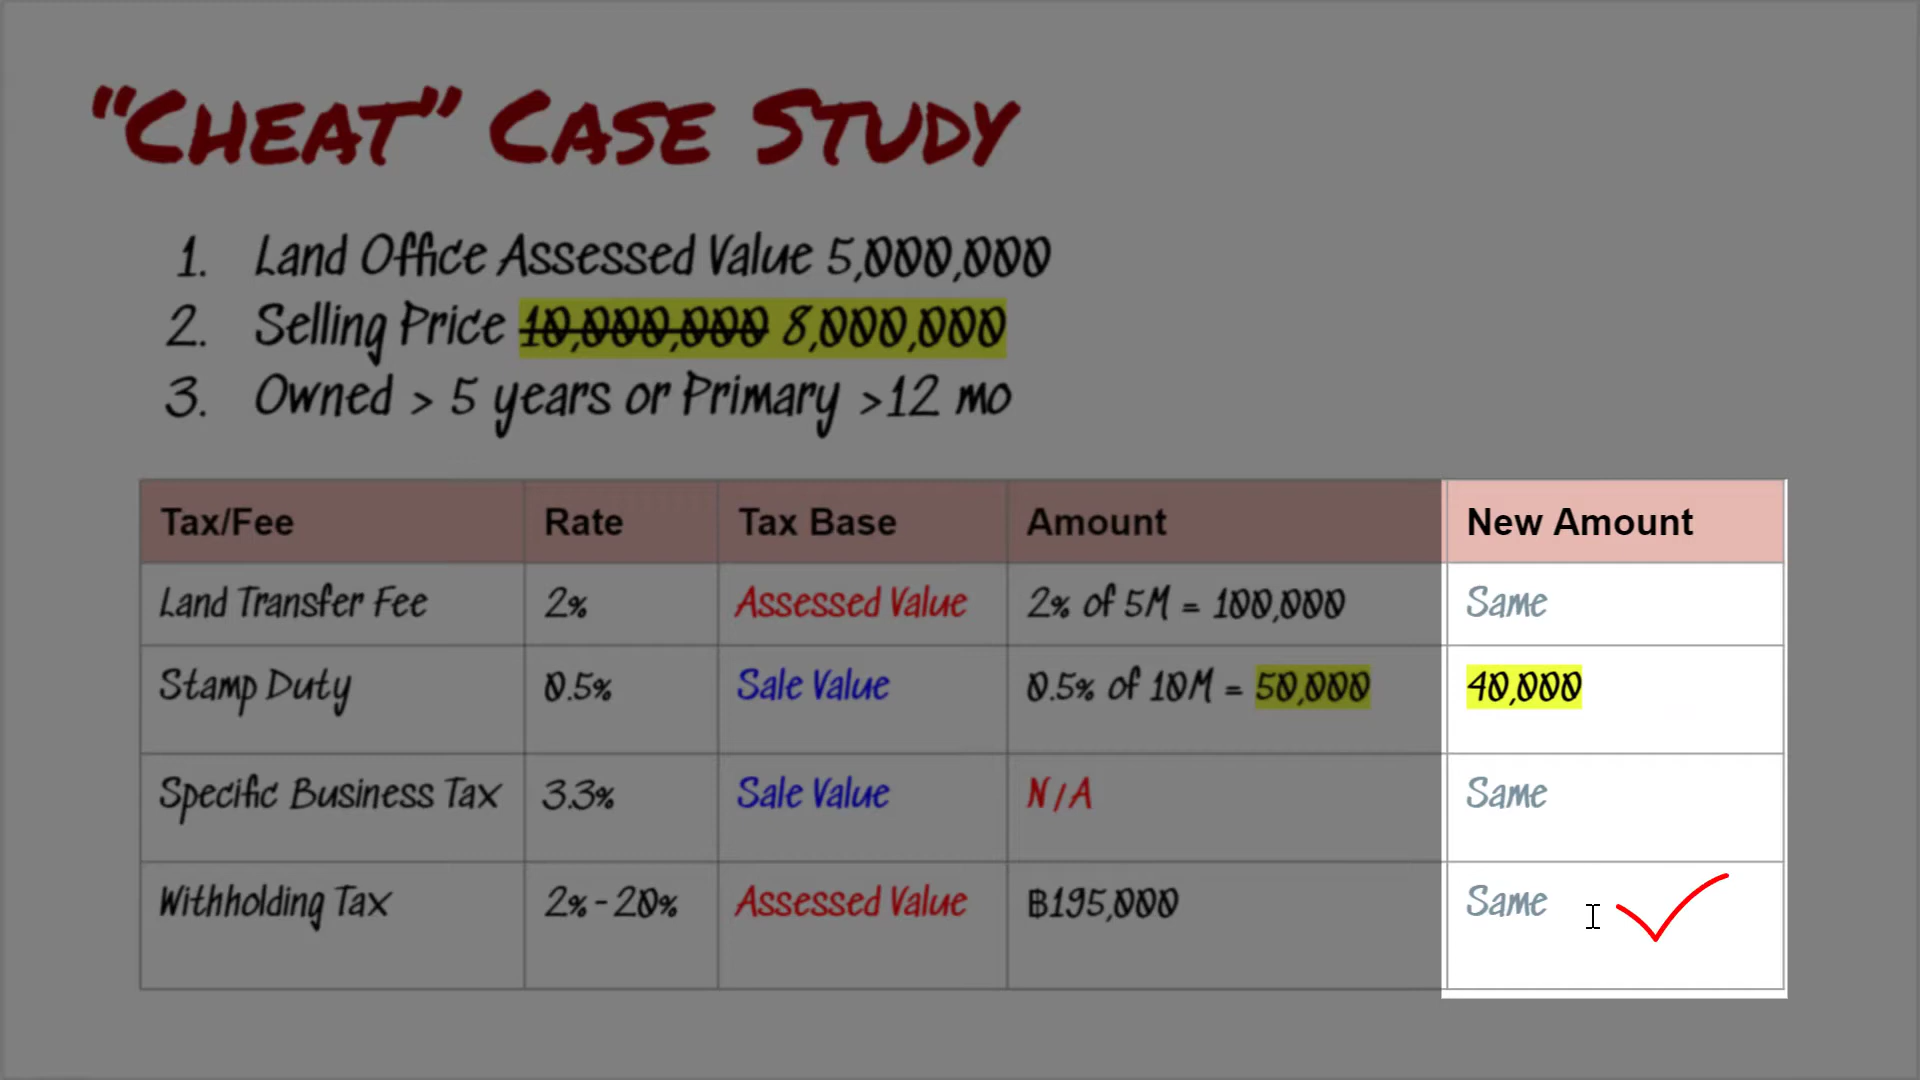 “Cheat” Case Study
1. Land Office Assessed Value 5,000,000
2. Selling Price 10,000,000 8,000,000
3. Owned > 5 years or Primary >12 mo
Tax/Fee Rate Tax Base Amount New Amount
Land Transfer Fee 2% Assessed Value 2% of 5M = 100,000 Same
Stamp Duty 0.5% Sale Value 0.5% of 10M = 50,000 40,000
Specific Business Tax 3.3% Sale Value N/A Same
Withholding Tax 2% - 20% Assessed Value ฿195,000 Same